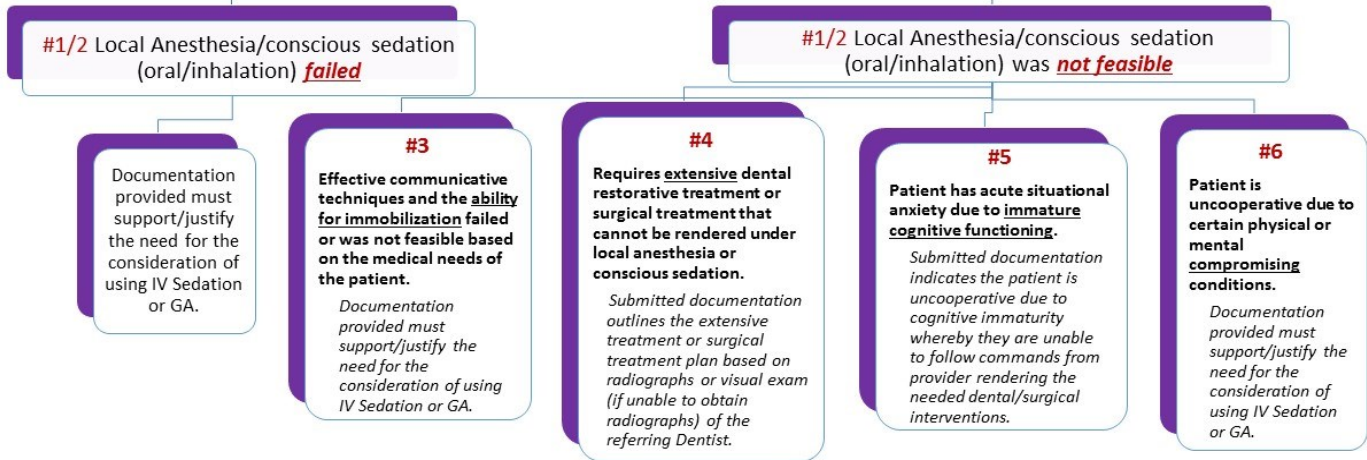 #1/2 Local Anesthesia/conscious sedation
(oral/inhalation) failed
#1/2 Local Anesthesia/conscious sedation
(oral/inhalation) was not feasible
Documentation
provided must
support/justify
the need for the
consideration of
using IV Sedation
or GA.
#3
Effective communicative
techniques and the ability
for immobilization failed
or was not feasible based
on the medical needs of
the patient.
Documentation
provided must
support/justify the
need for the
consideration of using
IV Sedation or GA.
#4
Requires extensive dental
restorative treatment or
surgical treatment that
cannot be rendered under
local anesthesia or
conscious sedation.
Submitted documentation
outlines the extensive
treatment or surgical
treatment plan based on
radiographs or visual exam
(if unable to obtain
radiographs) of the
referring Dentist.
#5
Patient has acute situational
anxiety due to immature
cognitive functioning.
Submitted documentation
indicates the patient is
uncooperative due to
cognitive immaturity
whereby they are unable
to follow commands from
provider rendering the
needed dental/surgical
interventions.
#6
Patient is
uncooperative due to
certain physical or
mental
compromising
conditions.
Documentation
provided must
support/justify the
need for the
consideration of
using IV Sedation
or GA.